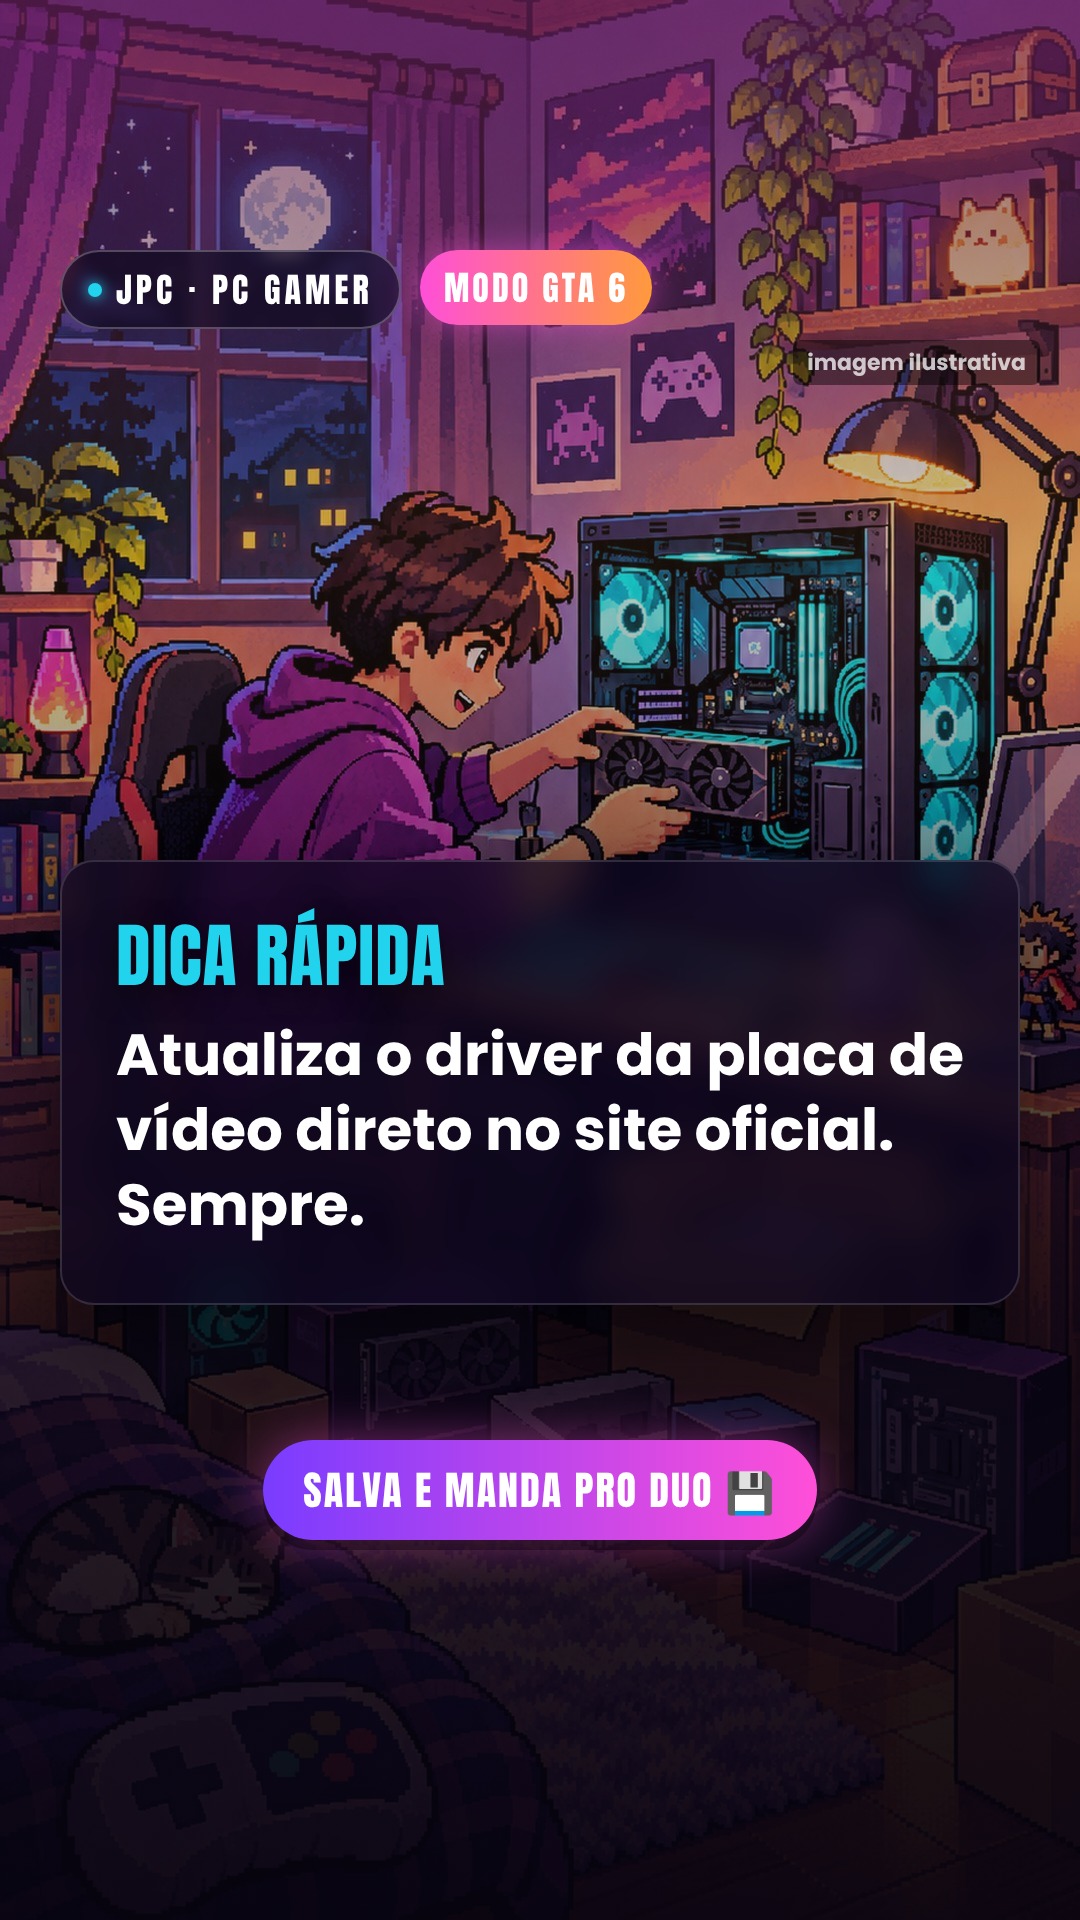 JPC · PC GAMER
MODO GTA 6
imagem ilustrativa
DICA RÁPIDA
Atualiza o driver da placa de
vídeo direto no site oficial.
Sempre.
SALVA E MANDA PRO DUO 💾